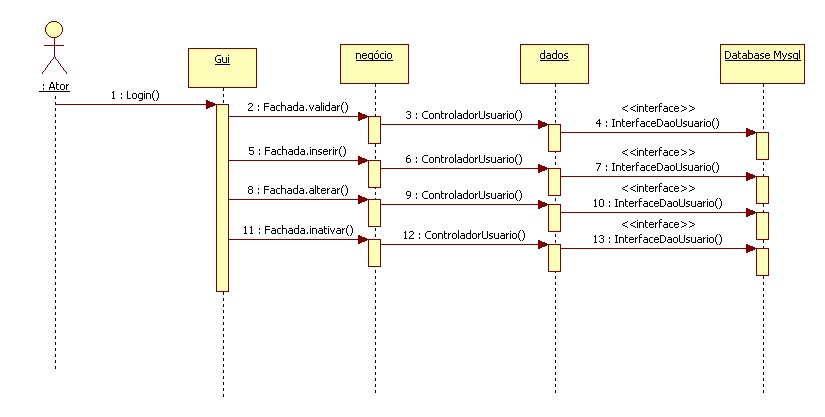 Gui
negócio
dados
Database Mysql
: Ator
1 : Login()
2 : Fachada.validar()
3 : ControladorUsuario()
<<interface>>
4 : InterfaceDaoUsuario()
5 : Fachada.inserir()
6 : ControladorUsuario()
<<interface>>
7 : InterfaceDaoUsuario()
8 : Fachada.alterar()
9 : ControladorUsuario()
<<interface>>
10 : InterfaceDaoUsuario()
11 : Fachada.inativar()
12 : ControladorUsuario()
<<interface>>
13 : InterfaceDaoUsuario()